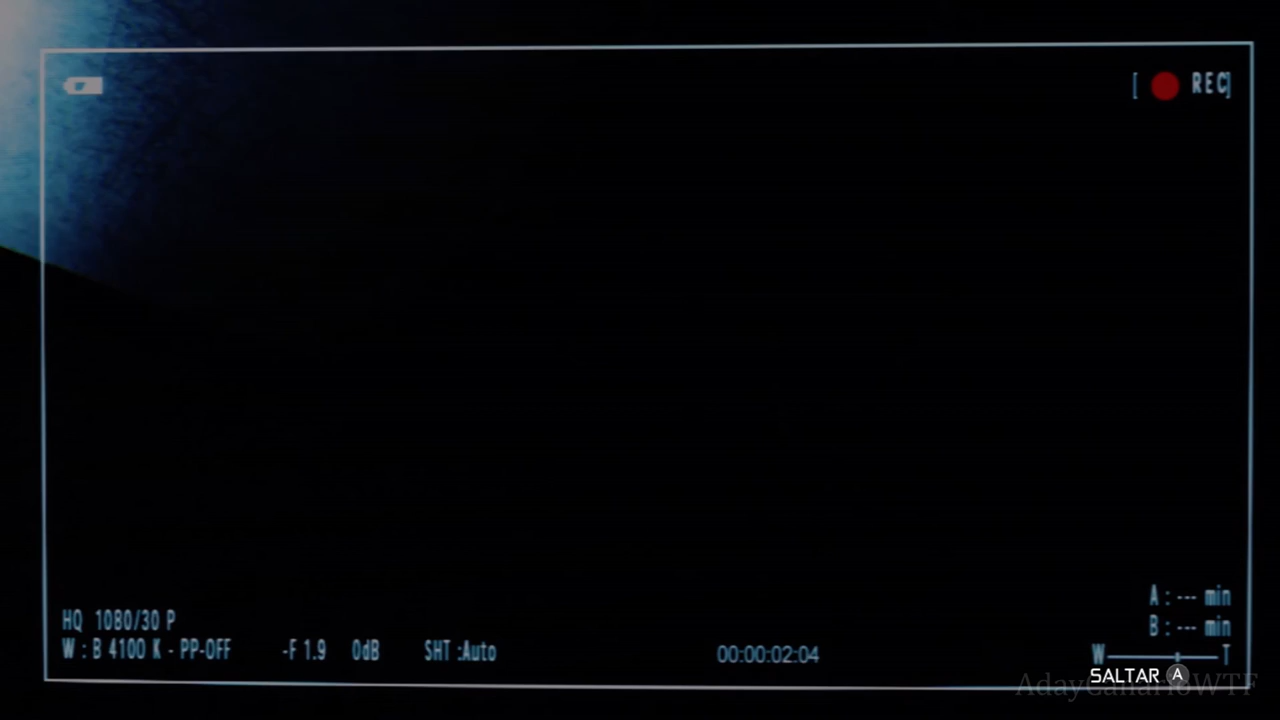 [ REC]
HQ 1080/30 P
W : B 4100 K - PP-OFF -F 1.9 0dB SHT :Auto
00:00:02:04
A : --- min
B : --- min
W T
SALTAR A
AdayCanarioWTF